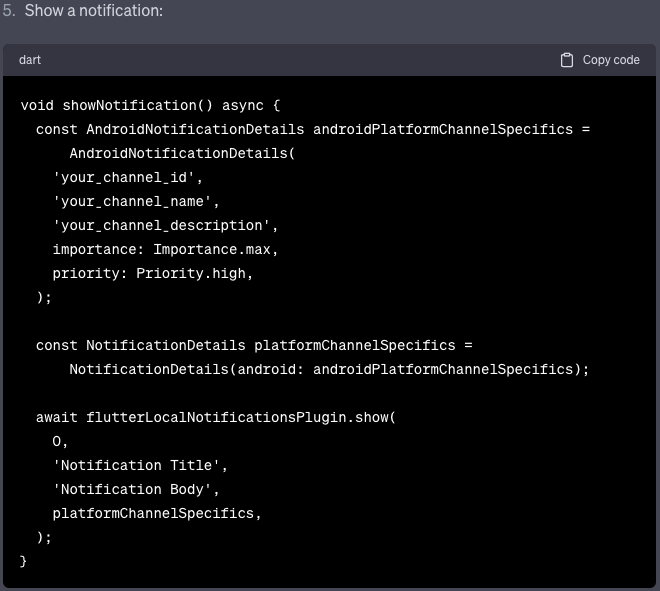 5. Show a notification:
dart
Copy code
void showNotification() async {
  const AndroidNotificationDetails androidPlatformChannelSpecifics =
      AndroidNotificationDetails(
    'your_channel_id',
    'your_channel_name',
    'your_channel_description',
    importance: Importance.max,
    priority: Priority.high,
  );

  const NotificationDetails platformChannelSpecifics =
      NotificationDetails(android: androidPlatformChannelSpecifics);

  await flutterLocalNotificationsPlugin.show(
    0,
    'Notification Title',
    'Notification Body',
    platformChannelSpecifics,
  );
}